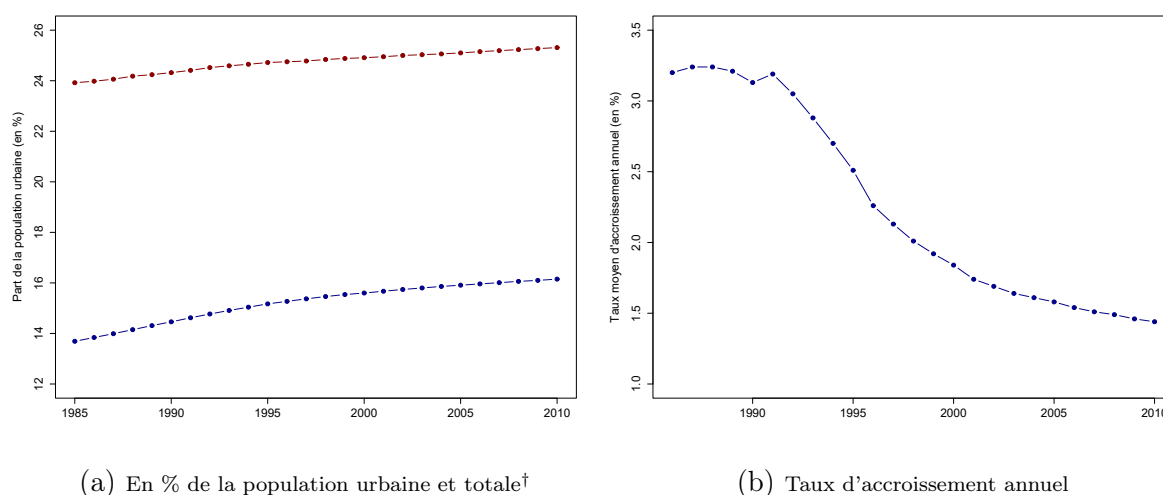 Part de la population urbaine (en %)
12 14 16 18 20 22 24 26
1985 1990 1995 2000 2005 2010
(a) En % de la population urbaine et totale†
Taux moyen d'accroissement annuel (en %)
1.0 1.5 2.0 2.5 3.0 3.5
1990 1995 2000 2005 2010
(b) Taux d'accroissement annuel